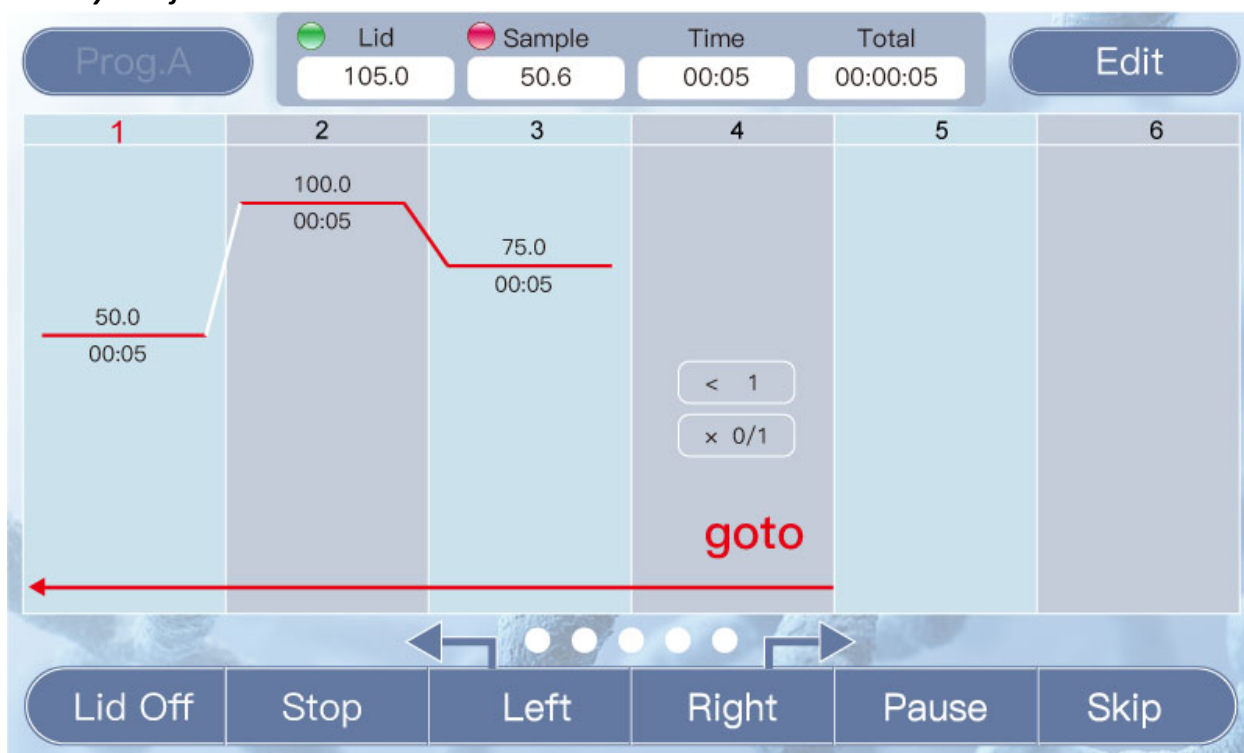 Prog.A
Lid Sample Time Total
105.0 50.6 00:05 00:00:05
Edit
1 2 3 4 5 6
100.0
00:05
75.0
00:05
50.0
00:05
< 1
× 0/1
goto
Lid Off Stop Left Right Pause Skip